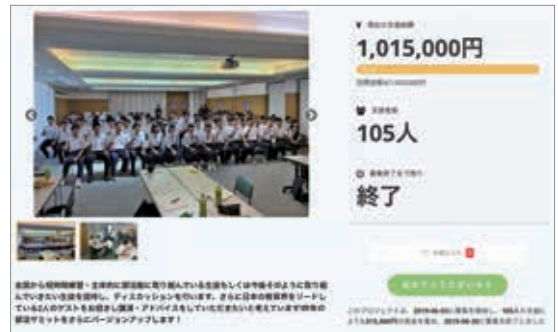 現在の支援総額
1,015,000円
支援者数
105人
募集終了まで残り
終了
全国から短時間練習・主体的に部活動に取り組んでいる生徒もしくは今後そのように取り組
んでいきたい生徒を招待し、ディスカッションを行います。さらに日本の教育界をリードし
ている2人のゲストをお招きし講演・アドバイスをしていただきたいと考えています!昨年の
部活サミットをさらにバージョンアップします!